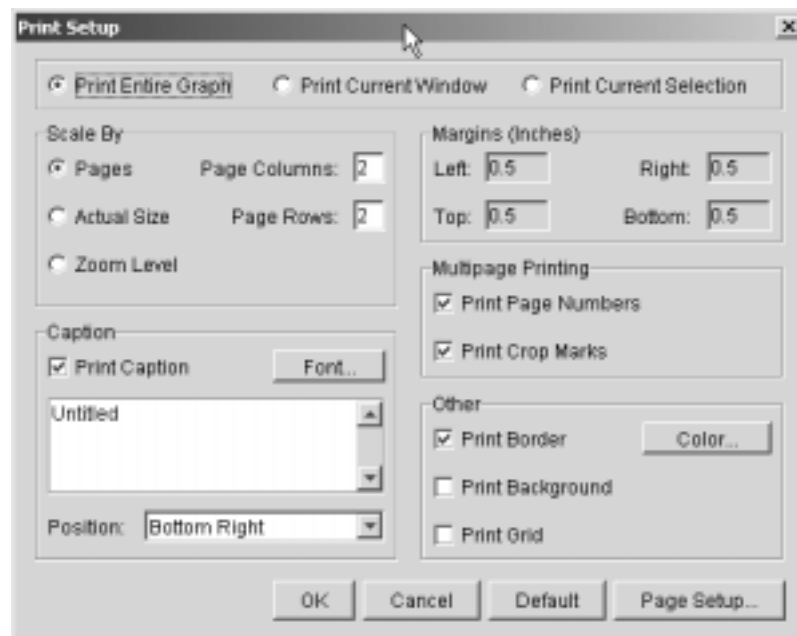 Print Setup
Print Entire Graph Print Current Window Print Current Selection
Scale By
Pages Page Columns: 2
Actual Size Page Rows: 2
Zoom Level
Margins (Inches)
Left: 0.5 Right: 0.5
Top: 0.5 Bottom: 0.5
Multipage Printing
Print Page Numbers
Print Crop Marks
Caption
Print Caption Font...
Untitled
Position: Bottom Right
Other
Print Border Color...
Print Background
Print Grid
OK Cancel Default Page Setup...